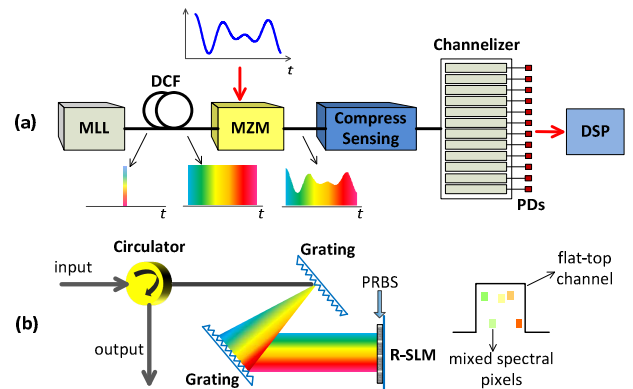 t
Channelizer
DCF
(a)
MLL
MZM
Compress
Sensing
DSP
PDs
t
t
t
Circulator
Grating
input
PRBS
flat-top
channel
(b)
R-SLM
output
Grating
mixed spectral
pixels